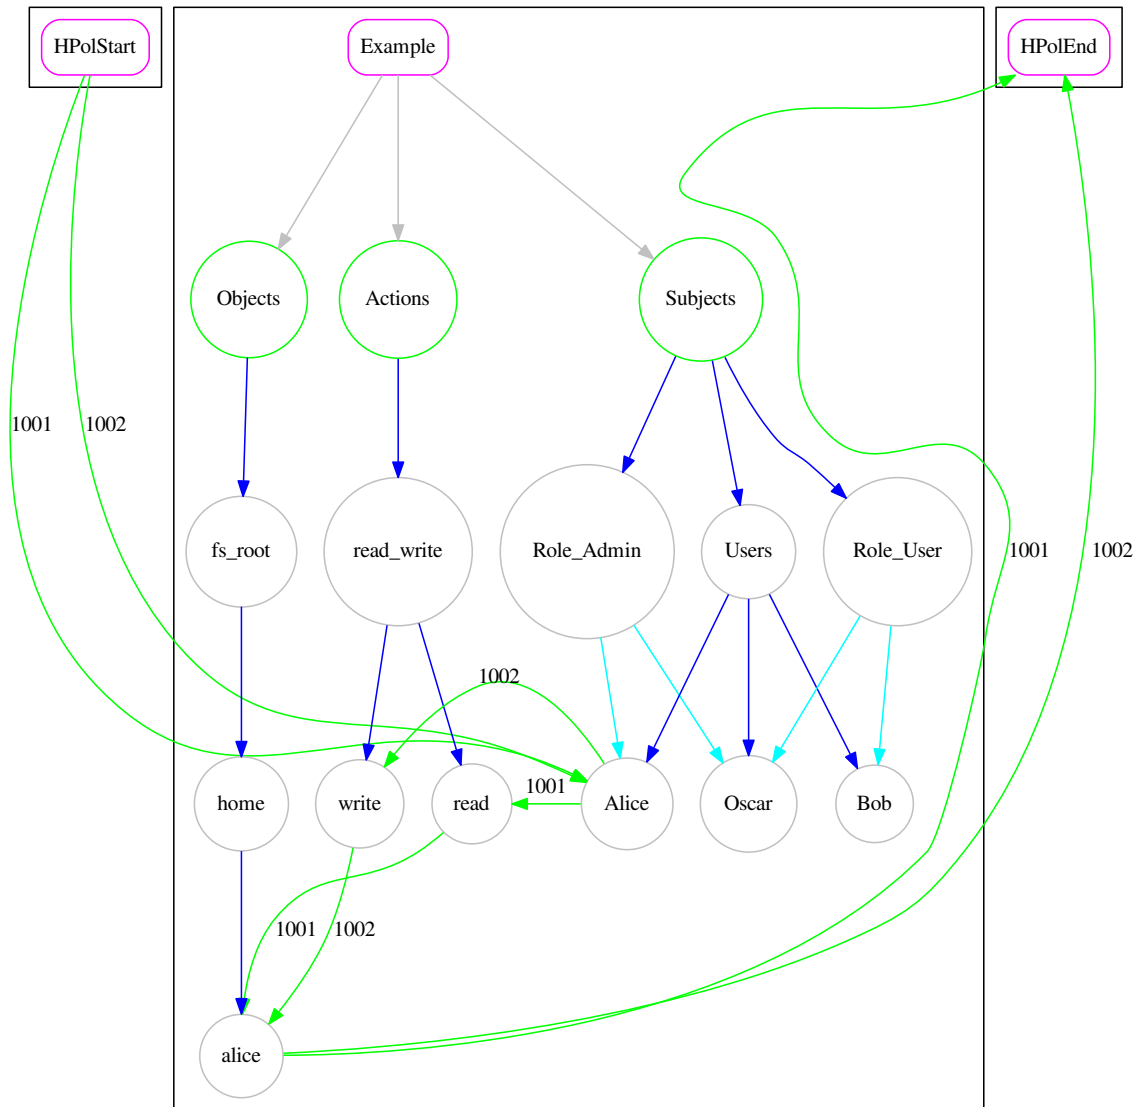 HPolStart
Example
HPolEnd
Objects
Actions
Subjects
1001
1002
fs_root
read_write
Role_Admin
Users
Role_User
1001
1002
1002
1001
home
write
read
Alice
Oscar
Bob
1001
1002
alice